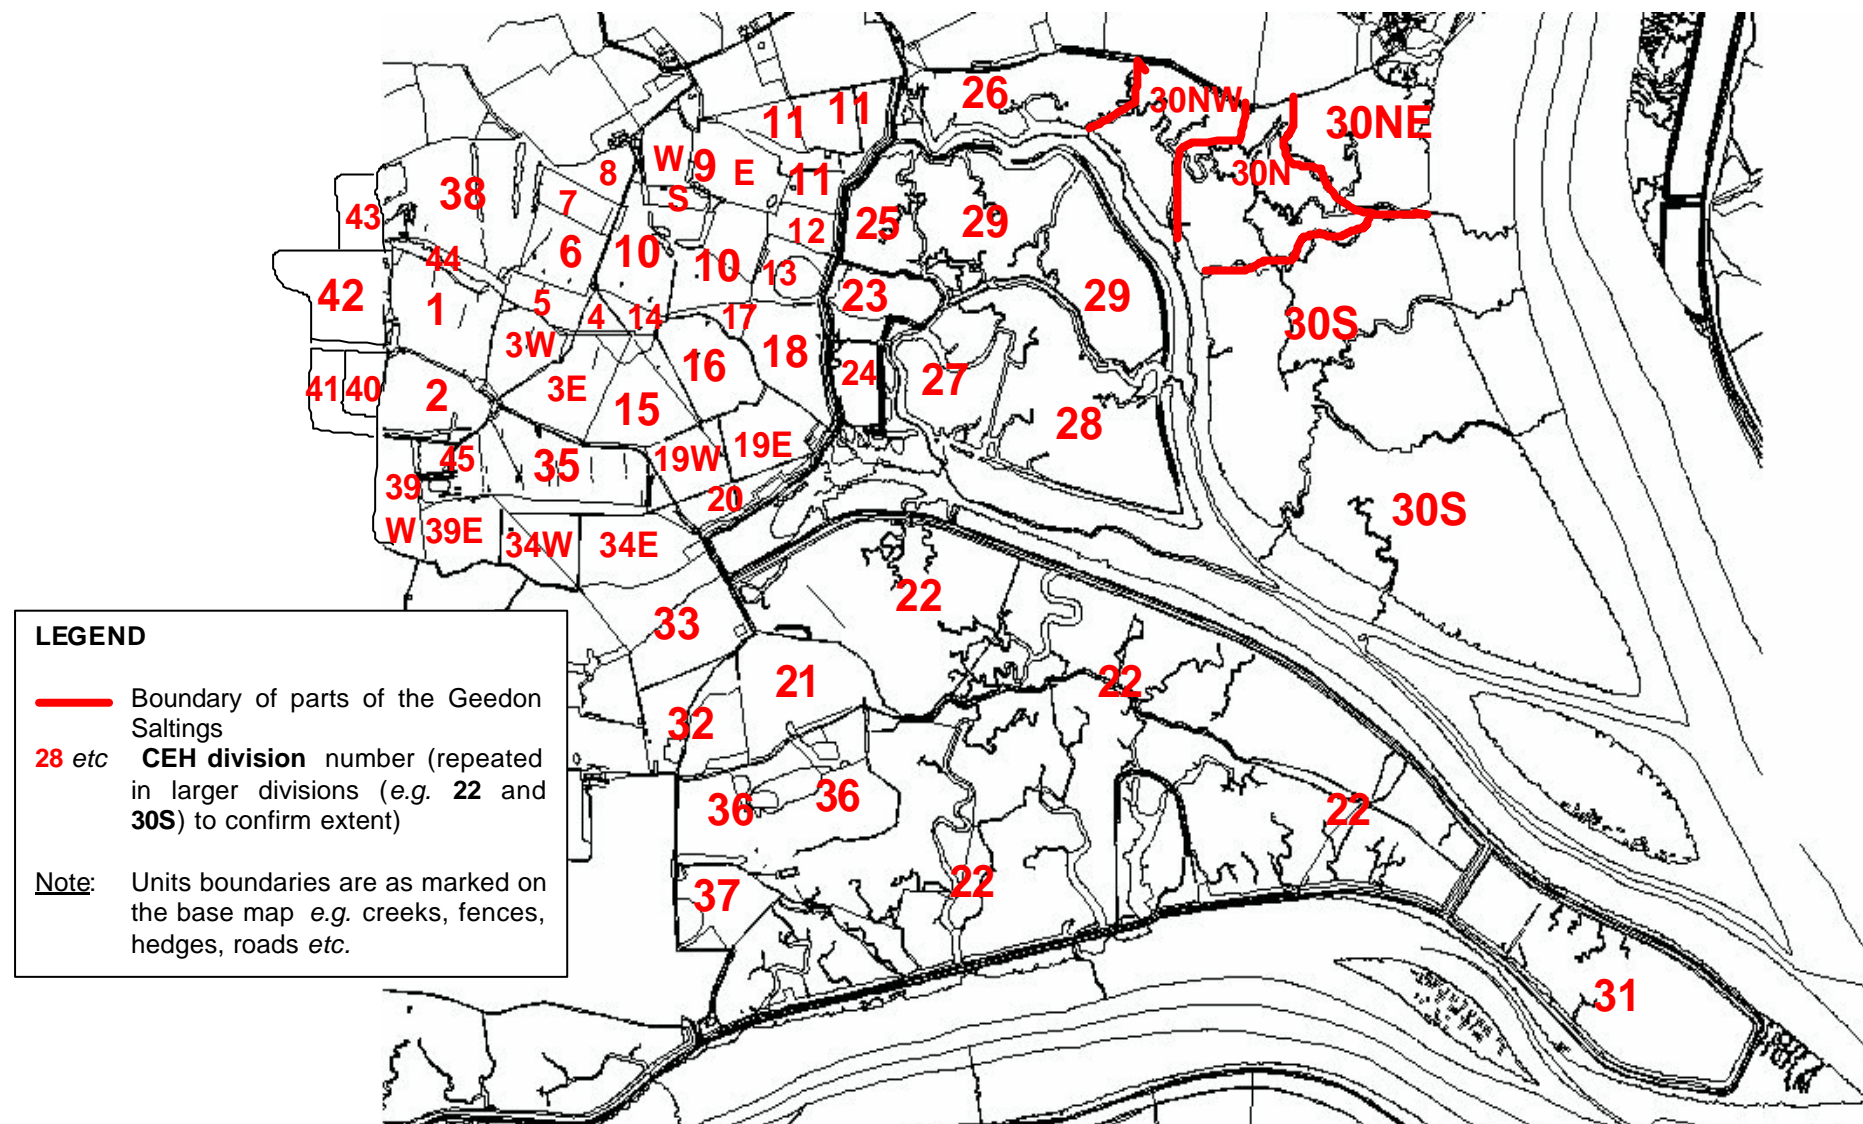 26
30NW
30NE
11
11
W
9
E
11
8
S
30N
38
7
43
25
29
12
6
10
10
13
44
42
1
5
23
29
4
14
17
30S
3W
18
16
24
27
41
40
2
3E
15
28
45
35
19W
19E
39
20
30S
W
39E
34W
34E
22
33
21
22
32
36
36
22
37
22
31
LEGEND
Boundary of parts of the Geedon
Saltings
28 etc CEH division number (repeated
in larger divisions (e.g. 22 and
30S) to confirm extent)
Note: Units boundaries are as marked on
the base map e.g. creeks, fences,
hedges, roads etc.